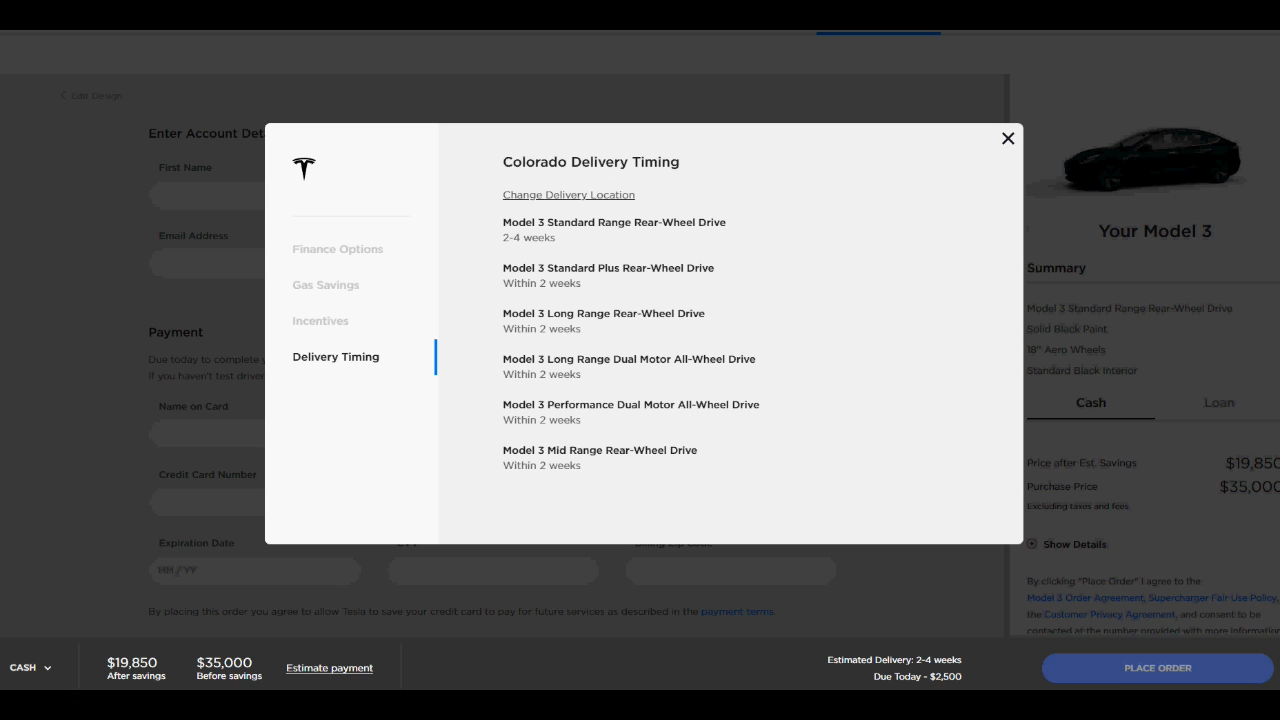 Edit Design
Enter Account Det
First Name
Email Address
Payment
Due today to complete y
If you haven't test driven
Name on Card
Credit Card Number
Expiration Date
MM/YY
By placing this order you agree to allow Tesla to save your credit card to pay for future services as described in the payment terms.
Finance Options
Gas Savings
Incentives
Delivery Timing
Colorado Delivery Timing
Change Delivery Location
Model 3 Standard Range Rear-Wheel Drive
2-4 weeks
Model 3 Standard Plus Rear-Wheel Drive
Within 2 weeks
Model 3 Long Range Rear-Wheel Drive
Within 2 weeks
Model 3 Long Range Dual Motor All-Wheel Drive
Within 2 weeks
Model 3 Performance Dual Motor All-Wheel Drive
Within 2 weeks
Model 3 Mid Range Rear-Wheel Drive
Within 2 weeks
Your Model 3
Summary
Model 3 Standard Range Rear-Wheel Drive
Solid Black Paint
18" Aero Wheels
Standard Black Interior
Cash Loan
Price after Est. Savings $19,850
Purchase Price $35,000
Excluding taxes and fees.
Show Details
By clicking "Place Order" I agree to the
Model 3 Order Agreement, Supercharger Fair Use Policy,
the Customer Privacy Agreement, and consent to be
contacted at the number provided with more information
CASH
$19,850
After savings
$35,000
Before savings
Estimate payment
Estimated Delivery: 2-4 weeks
Due Today - $2,500
PLACE ORDER